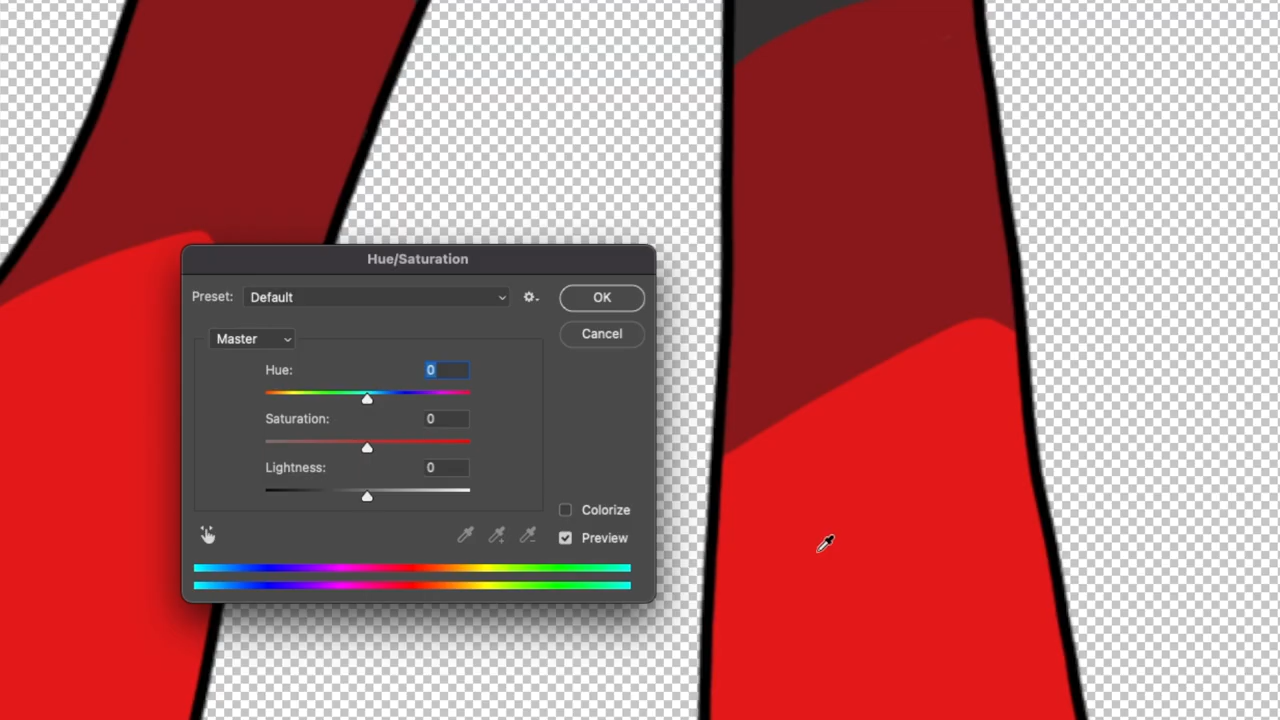 Hue/Saturation
Preset: Default
OK
Cancel
Master
Hue: 0
Saturation: 0
Lightness: 0
Colorize
Preview